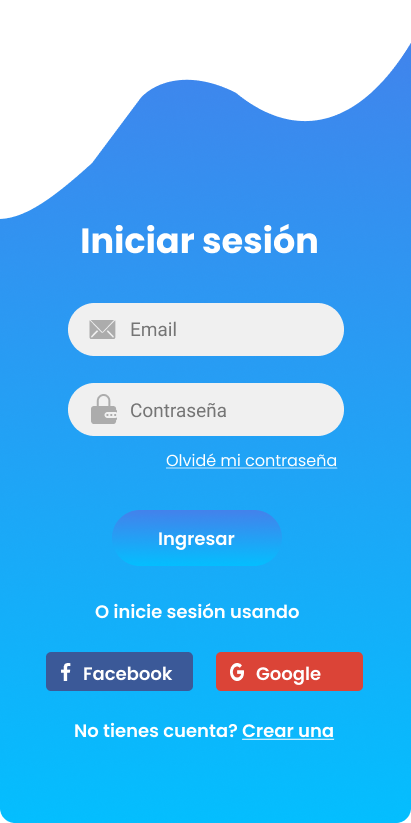 Iniciar sesión
Email
Contraseña
Olvidé mi contraseña
Ingresar
O inicie sesión usando
Facebook Google
No tienes cuenta? Crear una